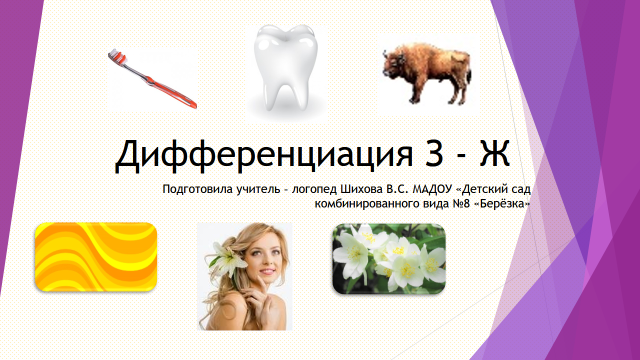 Дифференциация З - Ж
Подготовила учитель – логопед Шихова В.С. МАДОУ «Детский сад
комбинированного вида №8 «Берёзка»